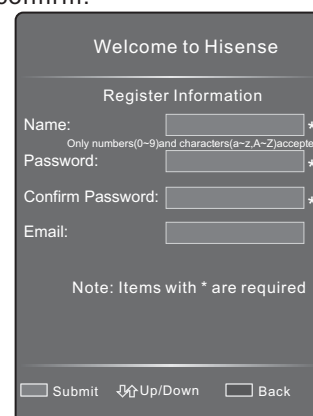 Welcome to Hisense
Register Information
Name: *
Only numbers(0~9)and characters(a~z,A~Z)accepte
Password: *
Confirm Password: *
Email:
Note: Items with * are required
Submit Up/Down Back